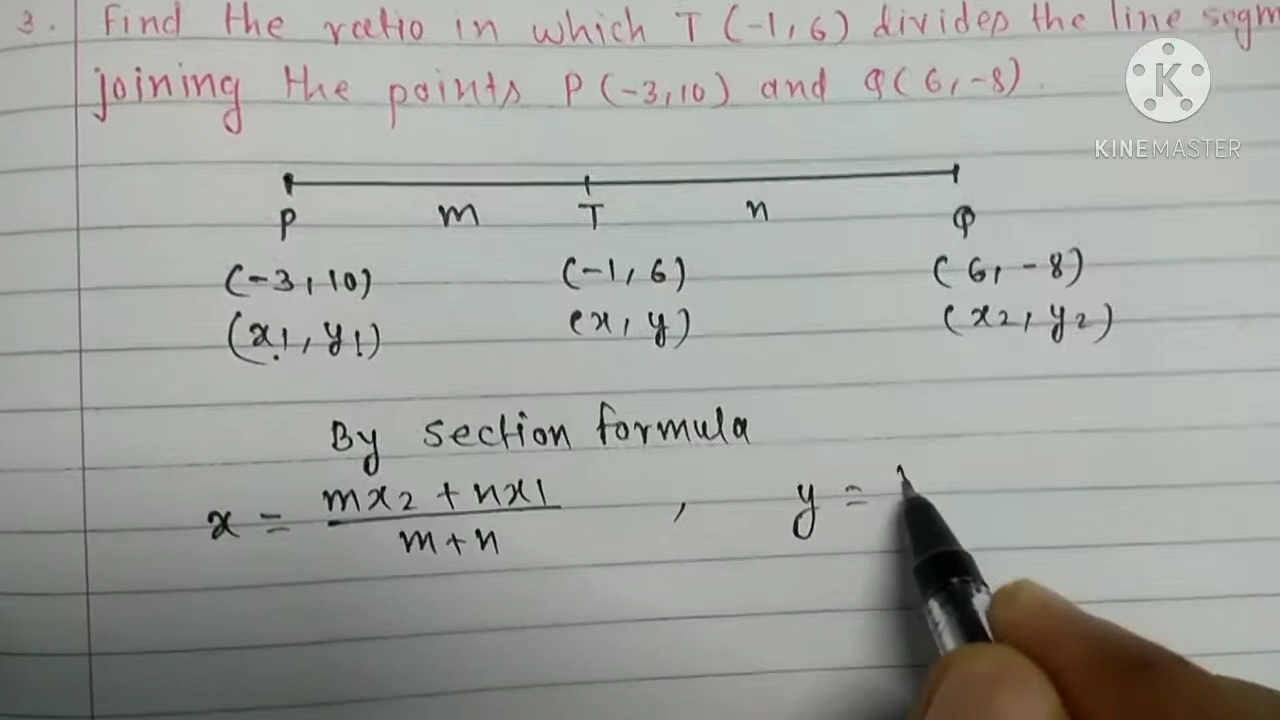 3. Find the ratio in which T (-1,6) divides the line segm
joining the points P (-3,10) and Q (6,-8).
K
KINEMASTER
P m T n Q
(-3,10) (-1,6) (6,-8)
(x1, y1) (x, y) (x2, y2)
By section formula
x = mx2 + nx1 / m+n , y =